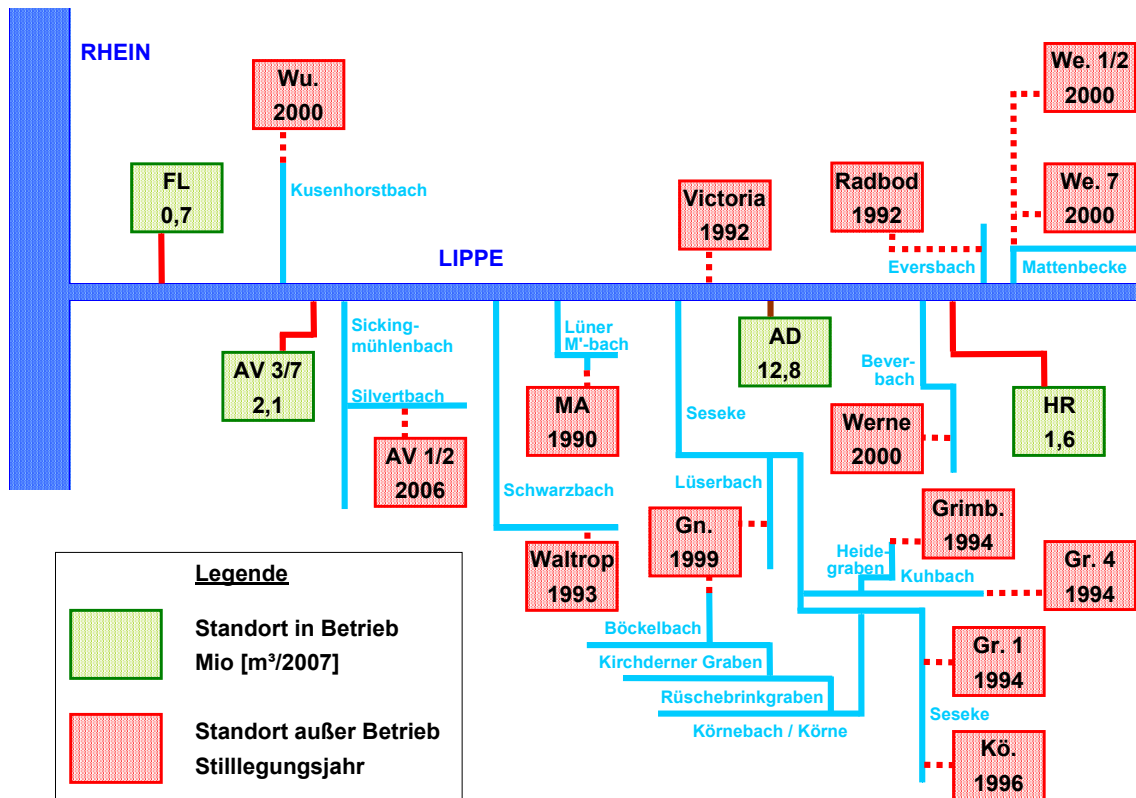 RHEIN
Wu.
2000
We. 1/2
2000
FL
0,7
Kusenhorstbach
Victoria
1992
Radbod
1992
We. 7
2000
LIPPE
Eversbach
Mattenbecke
Sicking-
mühlenbach
Lüner
M'-bach
AV 3/7
2,1
AD
12,8
Bever-
bach
Silvertbach
MA
1990
Seseke
Werne
2000
HR
1,6
AV 1/2
2006
Schwarzbach
Lüserbach
Gn.
1999
Grimb.
1994
Waltrop
1993
Heide-
graben
Kuhbach
Gr. 4
1994
Böckelbach
Kirchderner Graben
Rüschebrinkgraben
Körnebach / Körne
Gr. 1
1994
Seseke
Kö.
1996
Legende
Standort in Betrieb
Mio [m³/2007]
Standort außer Betrieb
Stilllegungsjahr